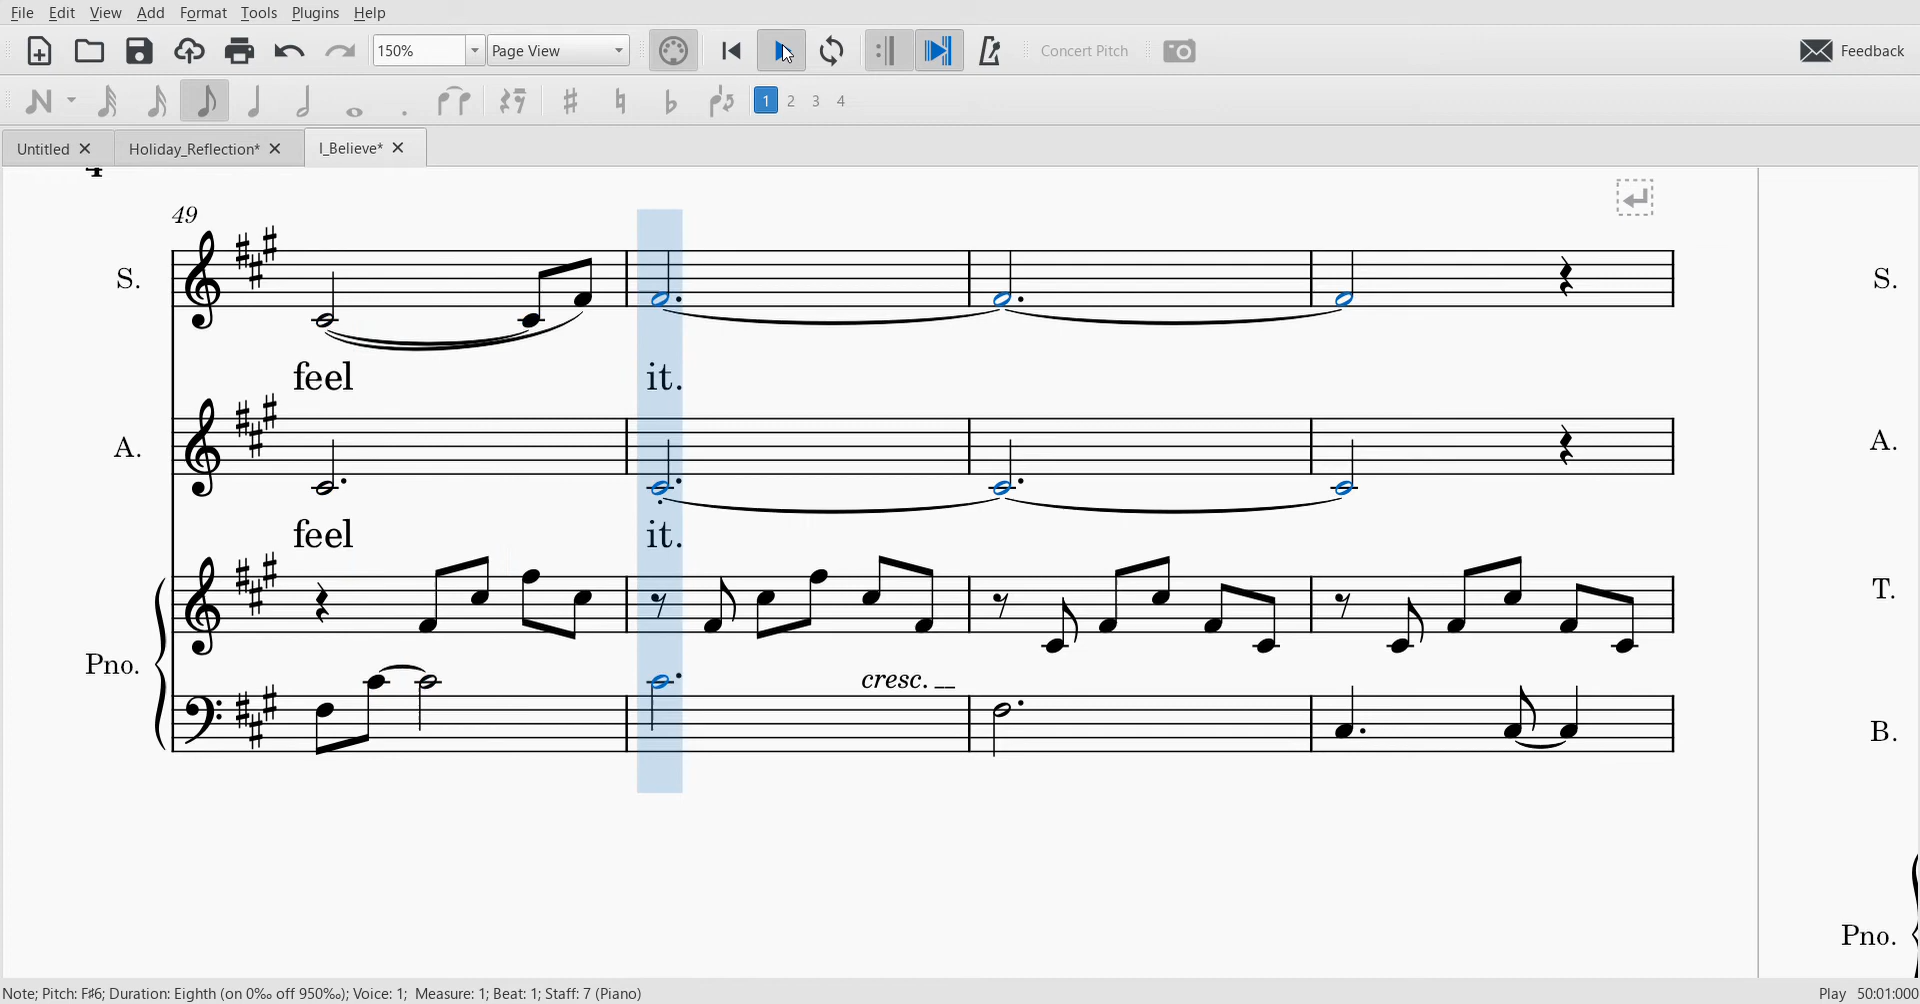 File Edit View Add Format Tools Plugins Help
150% Page View Concert Pitch Feedback
1 2 3 4
Untitled Holiday_Reflection* I_Believe*
4
49
S. S.
feel it.
A. A.
feel it.
T.
Pno.
cresc.
B.
Pno.
Note; Pitch: F♯6; Duration: Eighth (on 0‰ off 950‰); Voice: 1; Measure: 1; Beat: 1; Staff: 7 (Piano) Play 50:01:000